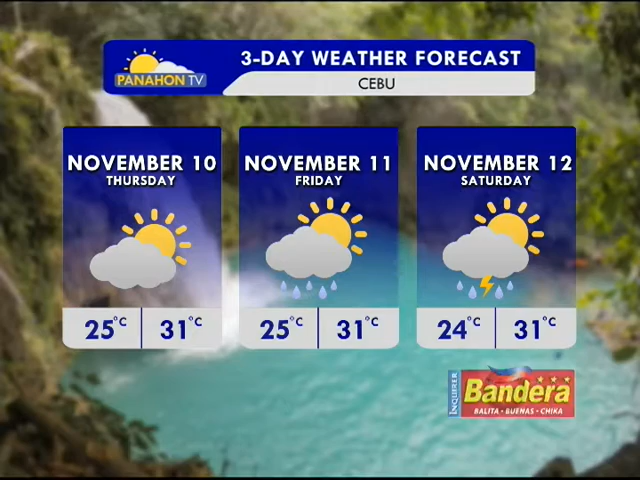 PANAHON TV
3-DAY WEATHER FORECAST
CEBU
NOVEMBER 10
THURSDAY
25°C 31°C
NOVEMBER 11
FRIDAY
25°C 31°C
NOVEMBER 12
SATURDAY
24°C 31°C
INQUIRER
Bandera
BALITA • BUENAS • CHIKA